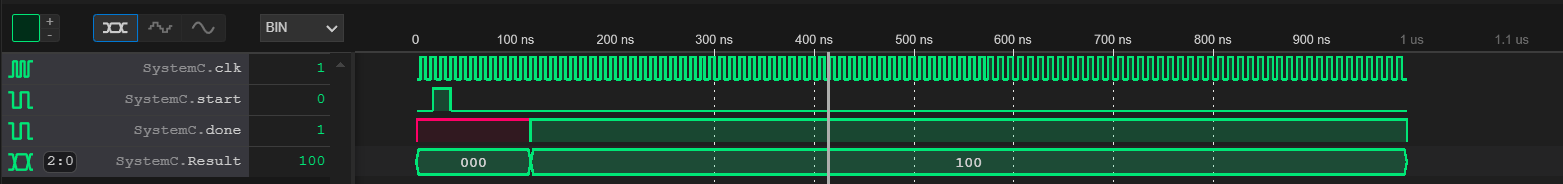 +
-
BIN
0 100 ns 200 ns 300 ns 400 ns 500 ns 600 ns 700 ns 800 ns 900 ns 1 us 1.1 us
SystemC.clk 1
SystemC.start 0
SystemC.done 1
2:0 SystemC.Result 100 000 100